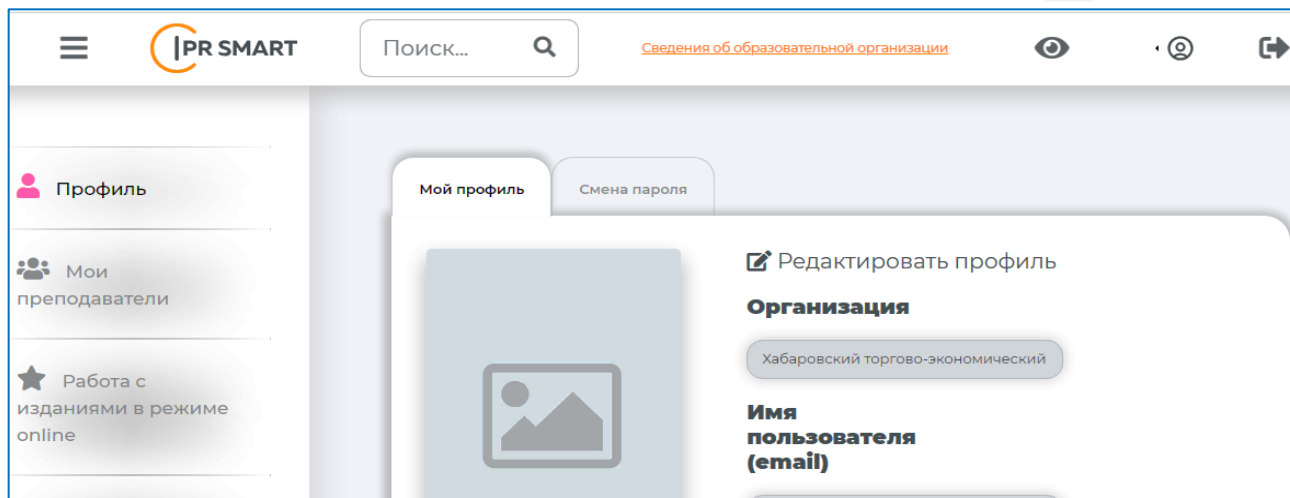 IPR SMART
Поиск...
Сведения об образовательной организации
Профиль
Мои
преподаватели
Работа с
изданиями в режиме
online
Мой профиль
Смена пароля
Редактировать профиль
Организация
Хабаровский торгово-экономический
Имя
пользователя
(email)